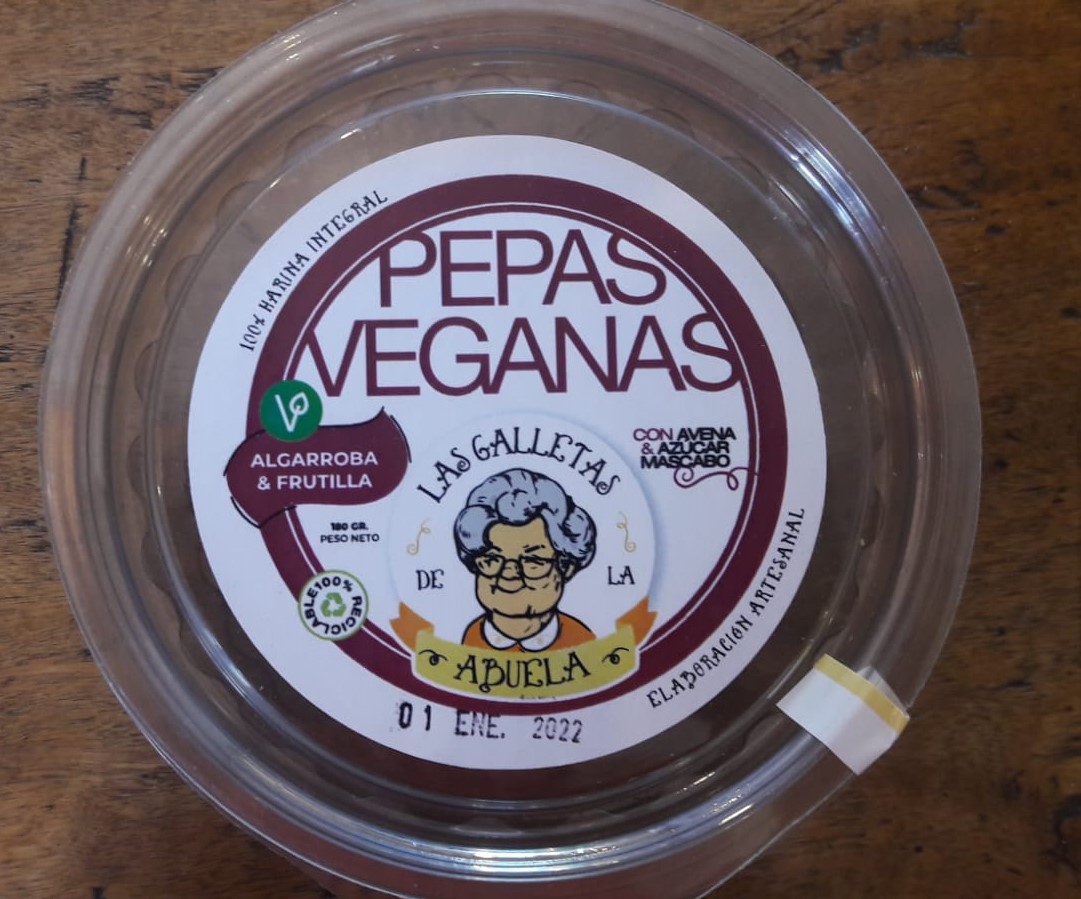 100% HARINA INTEGRAL
PEPAS
VEGANAS
ALGARROBA
& FRUTILLA
180 GR.
PESO NETO
100% RECICLABLE
LAS GALLETAS
DE LA
ABUELA
CON AVENA
& AZUCAR
MASCABO
ELABORACIÓN ARTESANAL
01 ENE. 2022